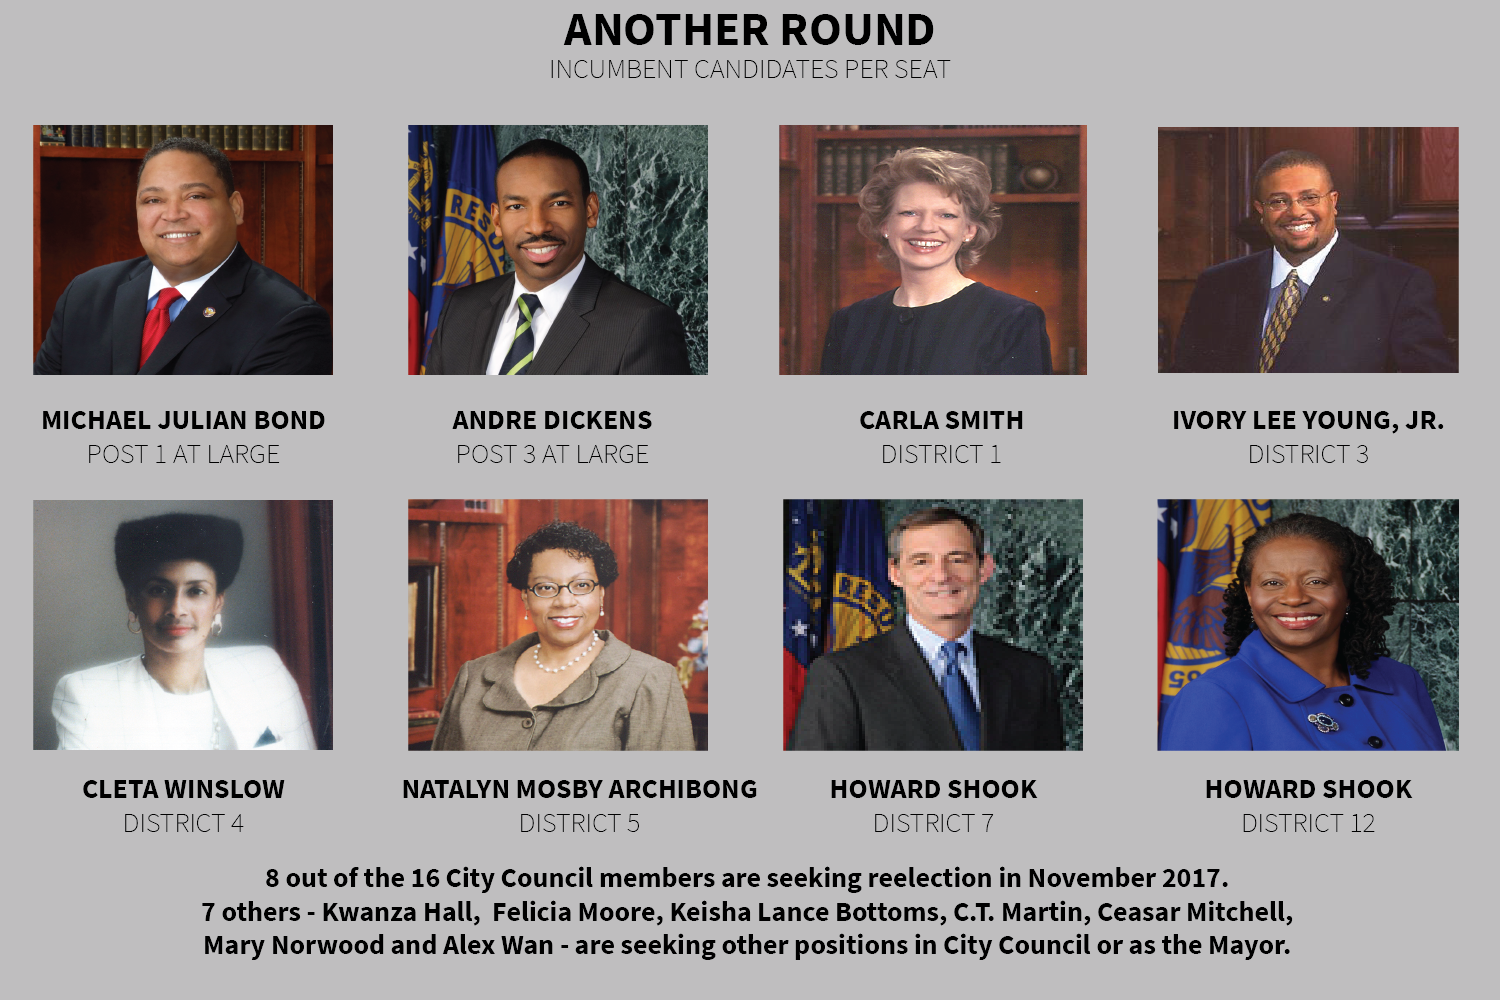 ANOTHER ROUND
INCUMBENT CANDIDATES PER SEAT
RESU
RESU
MICHAEL JULIAN BOND
POST 1 AT LARGE
ANDRE DICKENS
POST 3 AT LARGE
CARLA SMITH
DISTRICT 1
IVORY LEE YOUNG, JR.
DISTRICT 3
CLETA WINSLOW
DISTRICT 4
NATALYN MOSBY ARCHIBONG
DISTRICT 5
HOWARD SHOOK
DISTRICT 7
HOWARD SHOOK
DISTRICT 12
8 out of the 16 City Council members are seeking reelection in November 2017.
7 others - Kwanza Hall, Felicia Moore, Keisha Lance Bottoms, C.T. Martin, Ceasar Mitchell,
Mary Norwood and Alex Wan - are seeking other positions in City Council or as the Mayor.